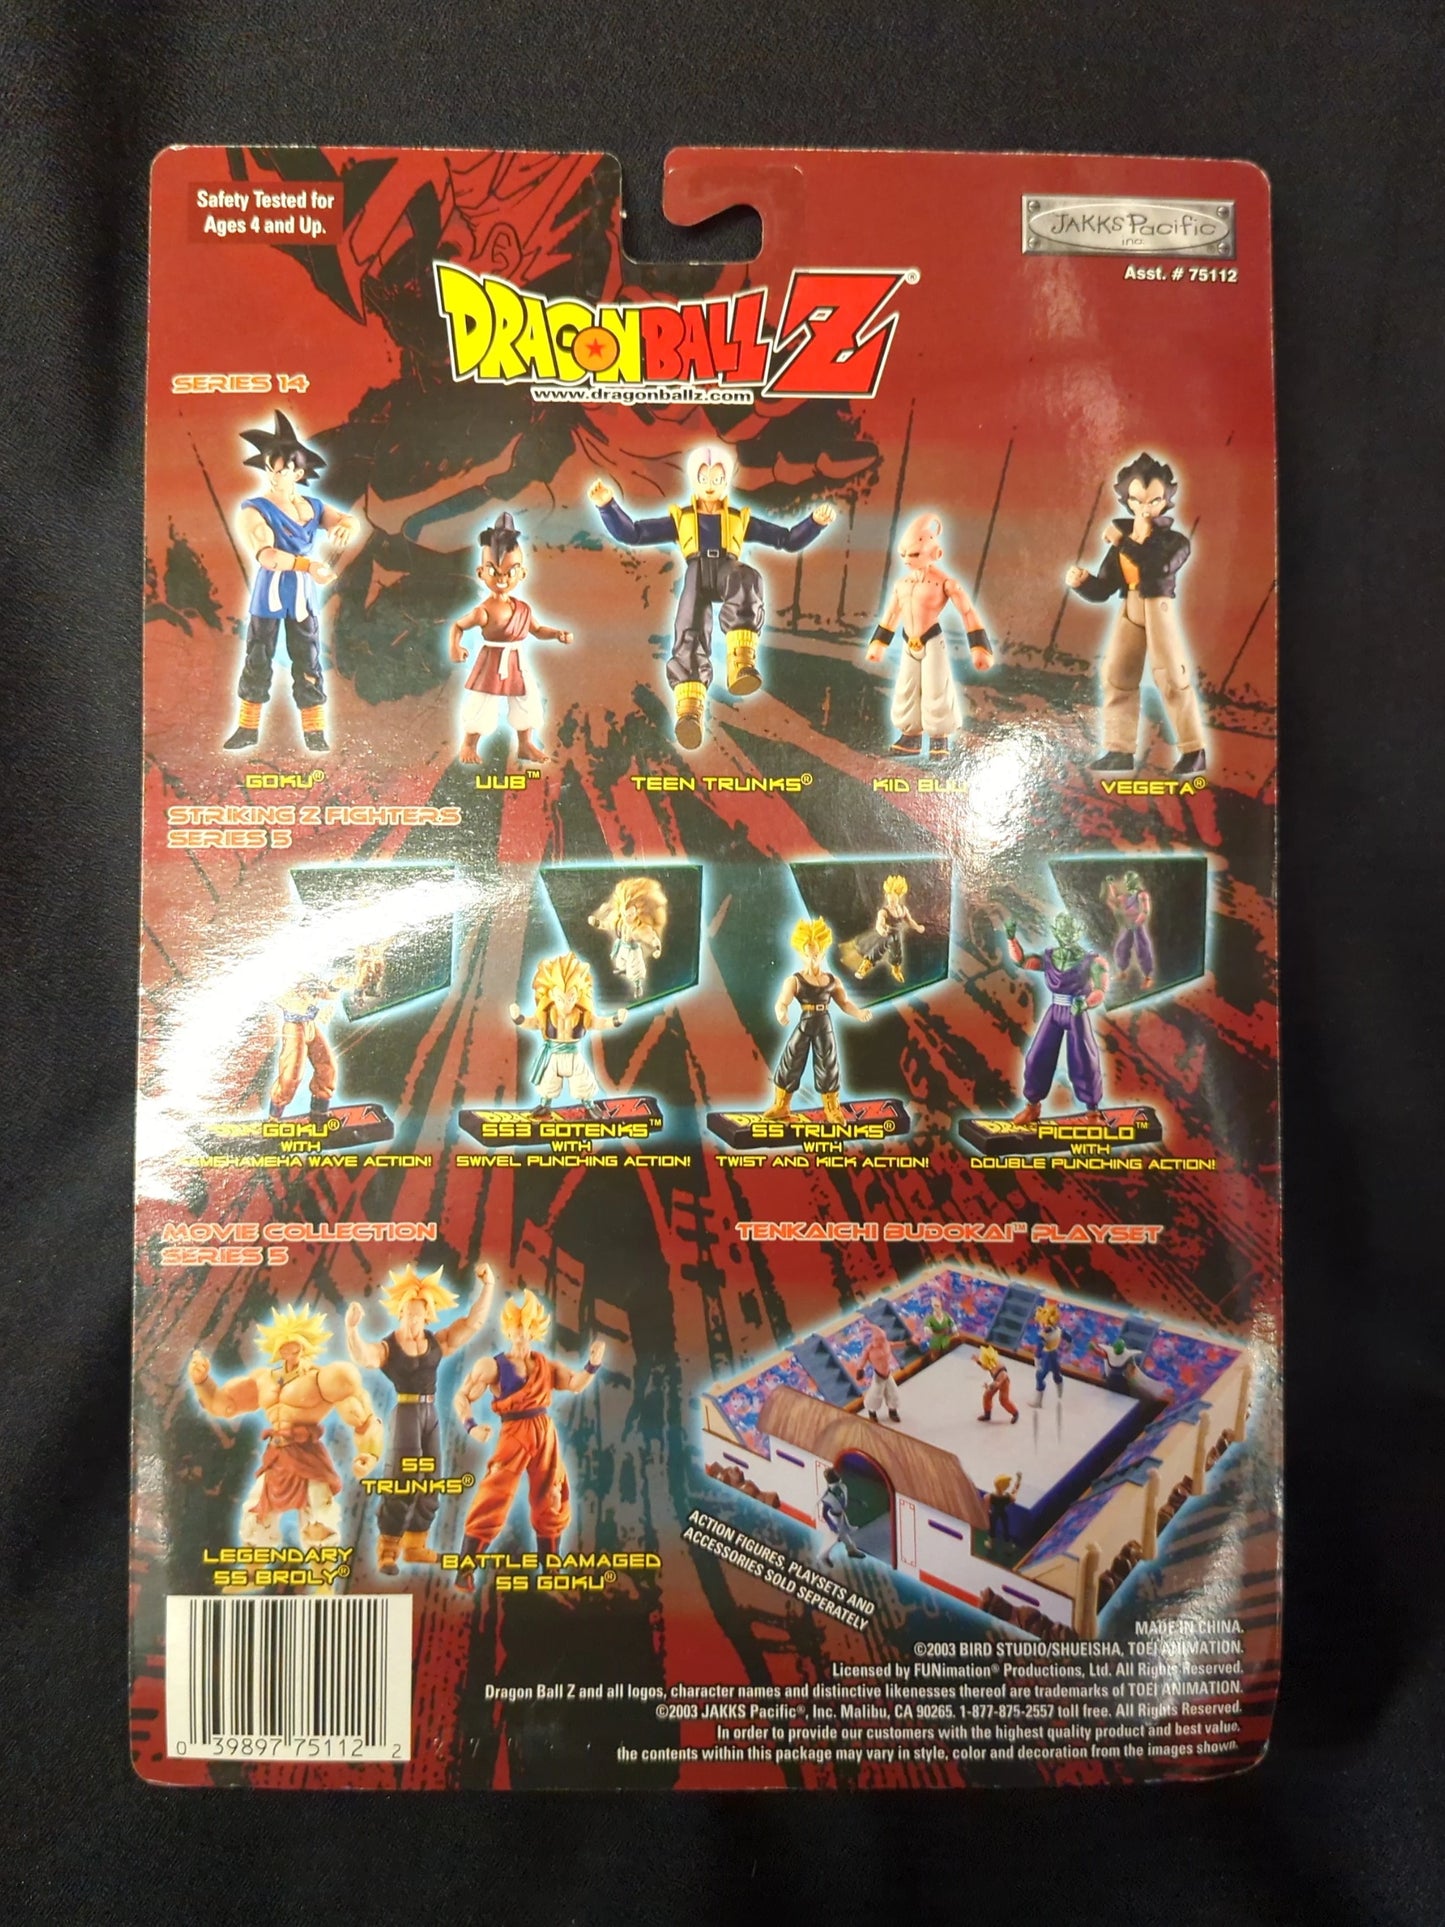 Safety Tested for
Ages 4 and Up.
JAKKS Pacific
inc.
Asst. # 75112
DRAGONBALL Z®
www.dragonballz.com
SERIES 14
GOKU®
UUB™
TEEN TRUNKS®
KID BUU
VEGETA®
STRIKING Z FIGHTERS
SERIES 5
GOKU®
WITH
WAVE ACTION!
SS3 GOTENKS™
WITH
SWIVEL PUNCHING ACTION!
SS TRUNKS®
WITH
TWIST AND KICK ACTION!
PICCOLO™
WITH
DOUBLE PUNCHING ACTION!
MOVIE COLLECTION
SERIES 5
TENKAICHI BUDOKAI™ PLAYSET
SS
TRUNKS®
LEGENDARY
SS BROLY®
BATTLE DAMAGED
SS GOKU®
ACTION FIGURES, PLAYSETS AND
ACCESSORIES SOLD SEPERATELY
MADE IN CHINA.
©2003 BIRD STUDIO/SHUEISHA, TOEI ANIMATION.
Licensed by FUNimation® Productions, Ltd. All Rights Reserved.
Dragon Ball Z and all logos, character names and distinctive likenesses thereof are trademarks of TOEI ANIMATION.
©2003 JAKKS Pacific®, Inc. Malibu, CA 90265. 1-877-875-2557 toll free. All Rights Reserved.
In order to provide our customers with the highest quality product and best value,
the contents within this package may vary in style, color and decoration from the images shown.
0 39897 75112 2